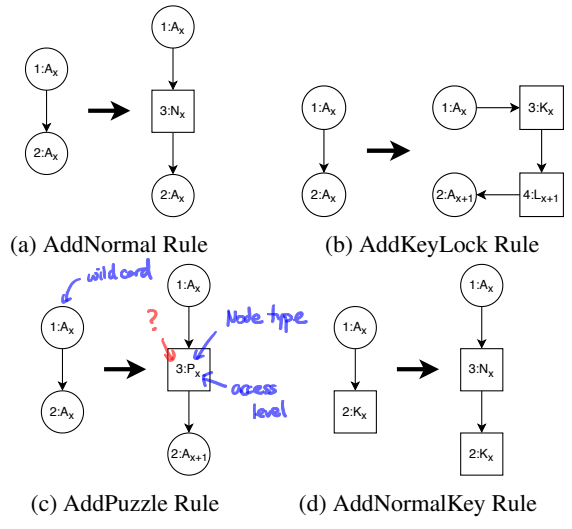 1:Aₓ
2:Aₓ
1:Aₓ
3:Nₓ
2:Aₓ
(a) AddNormal Rule
1:Aₓ
2:Aₓ
1:Aₓ
3:Kₓ
2:Aₓ₊₁
4:Lₓ₊₁
(b) AddKeyLock Rule
wildcard
1:Aₓ
2:Aₓ
1:Aₓ
?
Node type
3:Pₓ
access
level
2:Aₓ₊₁
(c) AddPuzzle Rule
1:Aₓ
2:Kₓ
1:Aₓ
3:Nₓ
2:Kₓ
(d) AddNormalKey Rule